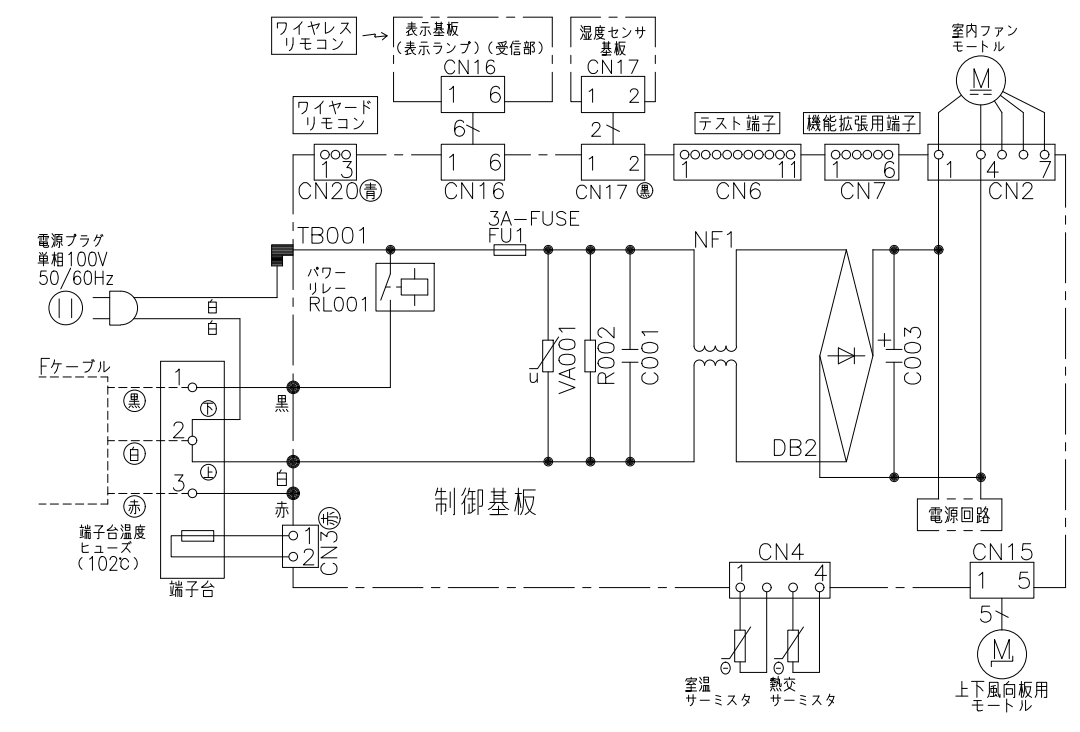 ワイヤレス
リモコン
表示基板
(表示ランプ)(受信部)
CN16
1 6
6
湿度センサ
基板
CN17
1 2
2
室内ファン
モートル
M
ワイヤード
リモコン
テスト端子
機能拡張用端子
1 3
CN20 青
1 6
CN16
1 2
CN17 黒
1 11
CN6
1 6
CN7
1 4 7
CN2
電源プラグ
単相100V
50/60Hz
TB001
3A-FUSE
FU1
NF1
パワー
リレー
RL001
白
白
u
VA001
R002
C001
+
C003
DB2
Fケーブル
1
黒
下
黒
2
白
上
白
3
赤
赤
端子台温度
ヒューズ
(102℃)
端子台
1
2
CN3 赤
制御基板
電源回路
CN4
1 4
CN15
1 5
5
M
θ
θ
室温
サーミスタ
熱交
サーミスタ
上下風向板用
モートル